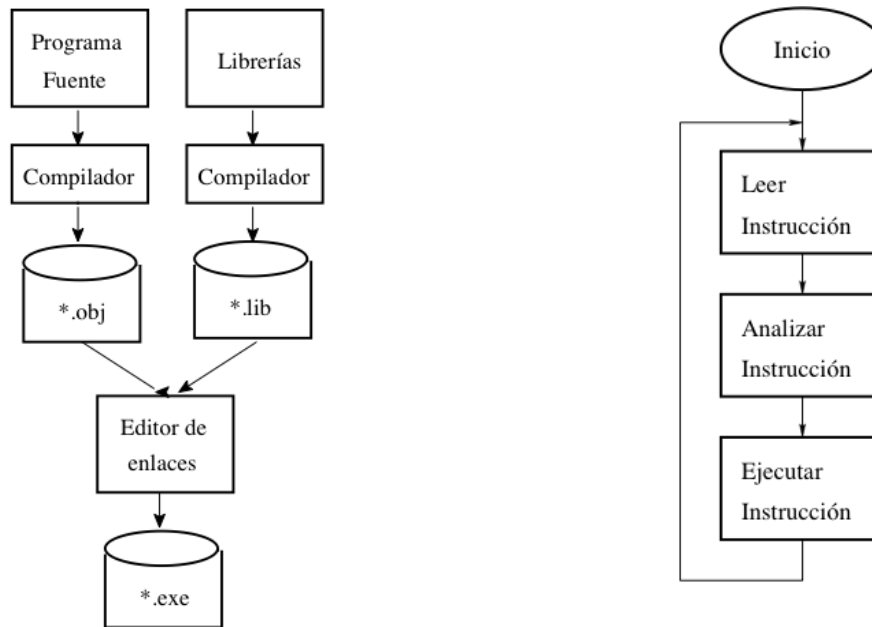 Programa
Fuente
Librerías
Compilador
Compilador
*.obj
*.lib
Editor de
enlaces
*.exe
Inicio
Leer
Instrucción
Analizar
Instrucción
Ejecutar
Instrucción